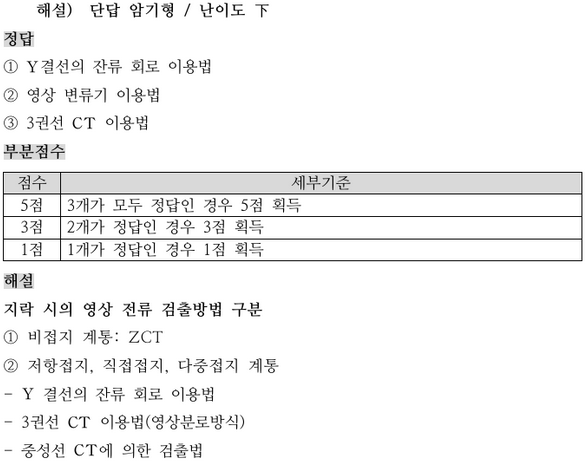 해설) 단답 암기형 / 난이도 下
정답
① Y결선의 잔류 회로 이용법
② 영상 변류기 이용법
③ 3권선 CT 이용법
부분점수
점수 세부기준
5점 3개가 모두 정답인 경우 5점 획득
3점 2개가 정답인 경우 3점 획득
1점 1개가 정답인 경우 1점 획득
해설
지락 시의 영상 전류 검출방법 구분
① 비접지 계통: ZCT
② 저항접지, 직접접지, 다중접지 계통
- Y 결선의 잔류 회로 이용법
- 3권선 CT 이용법(영상분로방식)
- 중성선 CT에 의한 검출법